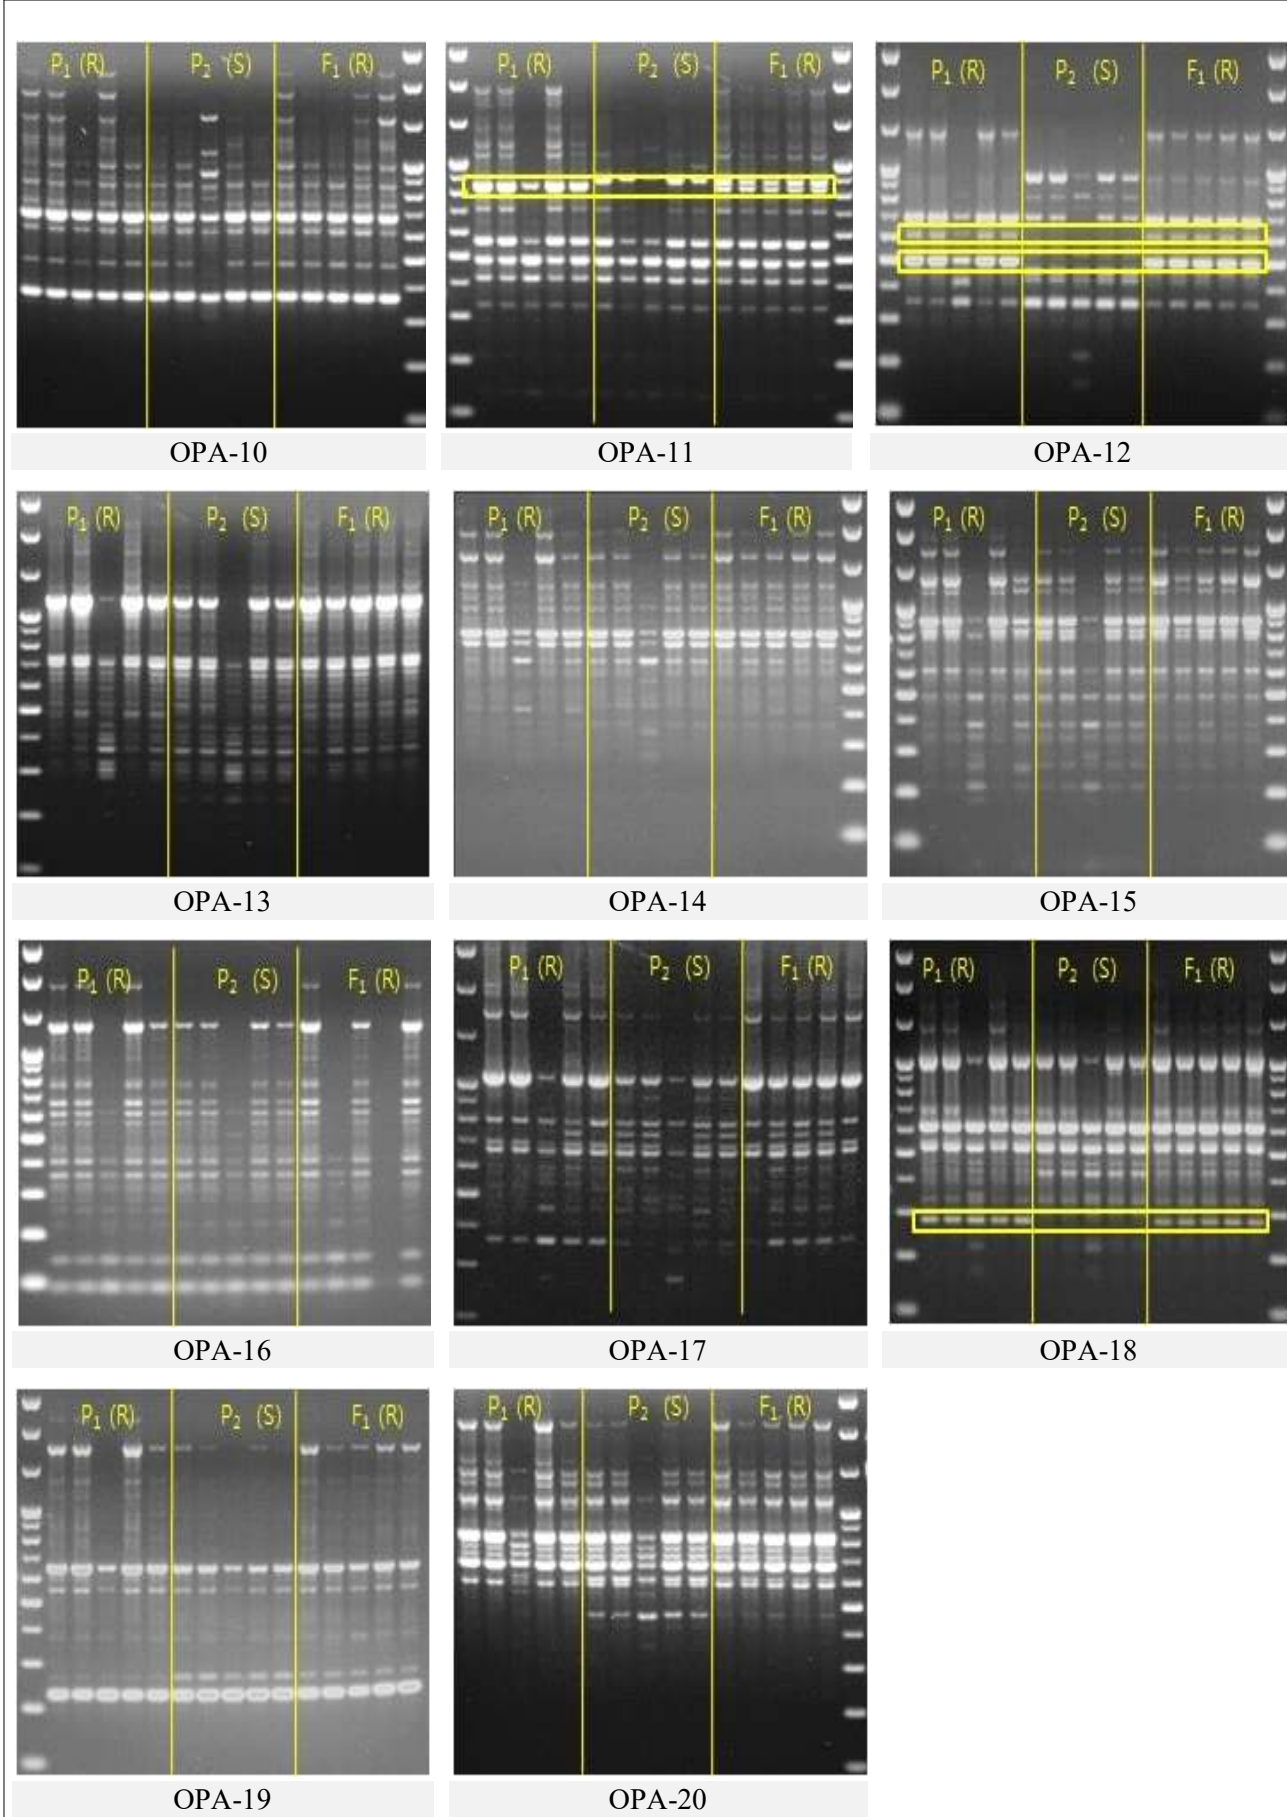 P₁ (R) P₂ (S) F₁ (R)
P₁ (R) P₂ (S) F₁ (R)
P₁ (R) P₂ (S) F₁ (R)
OPA-10
OPA-11
OPA-12
P₁ (R) P₂ (S) F₁ (R)
P₁ (R) P₂ (S) F₁ (R)
P₁ (R) P₂ (S) F₁ (R)
OPA-13
OPA-14
OPA-15
P₁ (R) P₂ (S) F₁ (R)
P₁ (R) P₂ (S) F₁ (R)
P₁ (R) P₂ (S) F₁ (R)
OPA-16
OPA-17
OPA-18
P₁ (R) P₂ (S) F₁ (R)
P₁ (R) P₂ (S) F₁ (R)
OPA-19
OPA-20